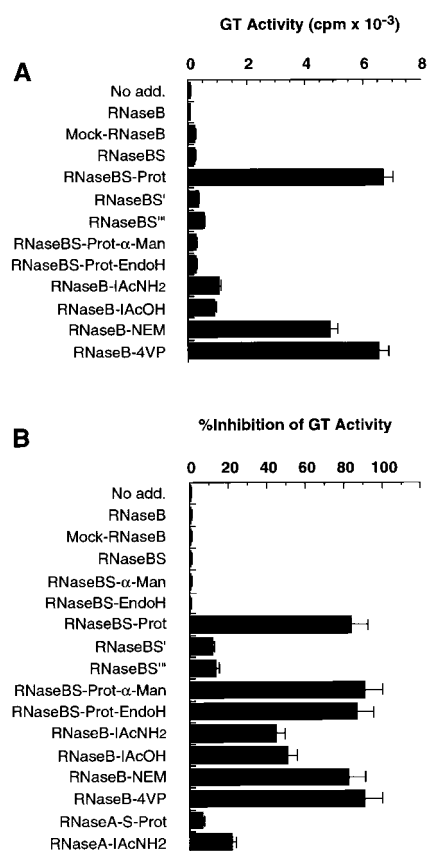 GT Activity (cpm x 10⁻³)
A
0 2 4 6 8
No add.
RNaseB
Mock-RNaseB
RNaseBS
RNaseBS-Prot
RNaseBS'
RNaseBS'"
RNaseBS-Prot-α-Man
RNaseBS-Prot-EndoH
RNaseB-IAcNH2
RNaseB-IAcOH
RNaseB-NEM
RNaseB-4VP
B
%Inhibition of GT Activity
0 20 40 60 80 100
No add.
RNaseB
Mock-RNaseB
RNaseBS
RNaseBS-α-Man
RNaseBS-EndoH
RNaseBS-Prot
RNaseBS'
RNaseBS'"
RNaseBS-Prot-α-Man
RNaseBS-Prot-EndoH
RNaseB-IAcNH2
RNaseB-IAcOH
RNaseB-NEM
RNaseB-4VP
RNaseA-S-Prot
RNaseA-IAcNH2